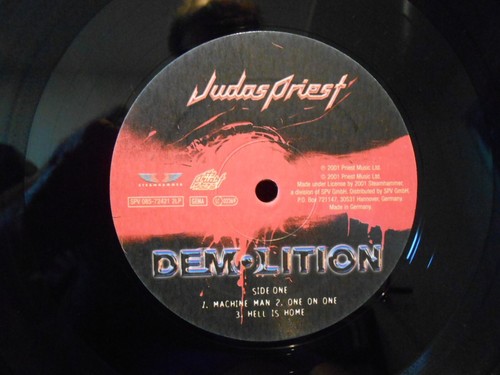 Judas Priest
℗ 2001 Priest Music Ltd.
© 2001 Priest Music Ltd.
Made under License by 2001 Steamhammer,
a division of SPV GmbH, Distributed by SPV GmbH,
P.O. Box 721147, 30531 Hannover, Germany.
Made in Germany.
STEAMHAMMER
SPV 085-72421 2LP
GEMA
DEMOLITION
SIDE ONE
1. MACHINE MAN 2. ONE ON ONE
3. HELL IS HOME